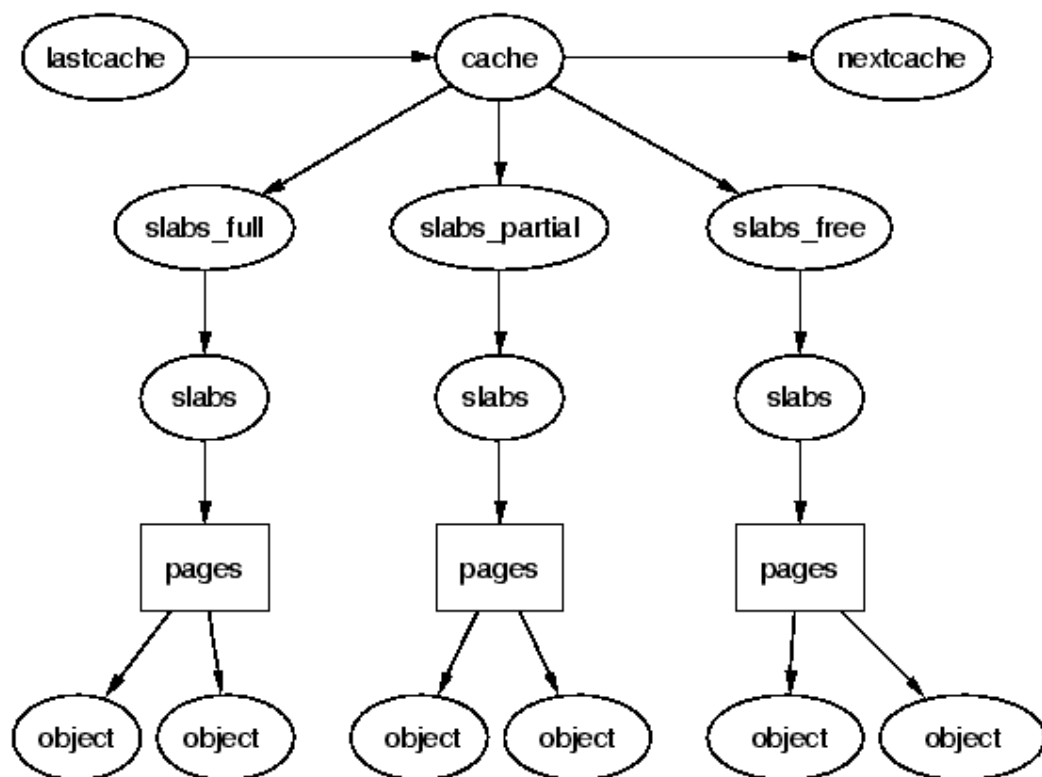 lastcache
cache
nextcache
slabs_full
slabs_partial
slabs_free
slabs
slabs
slabs
pages
pages
pages
object
object
object
object
object
object